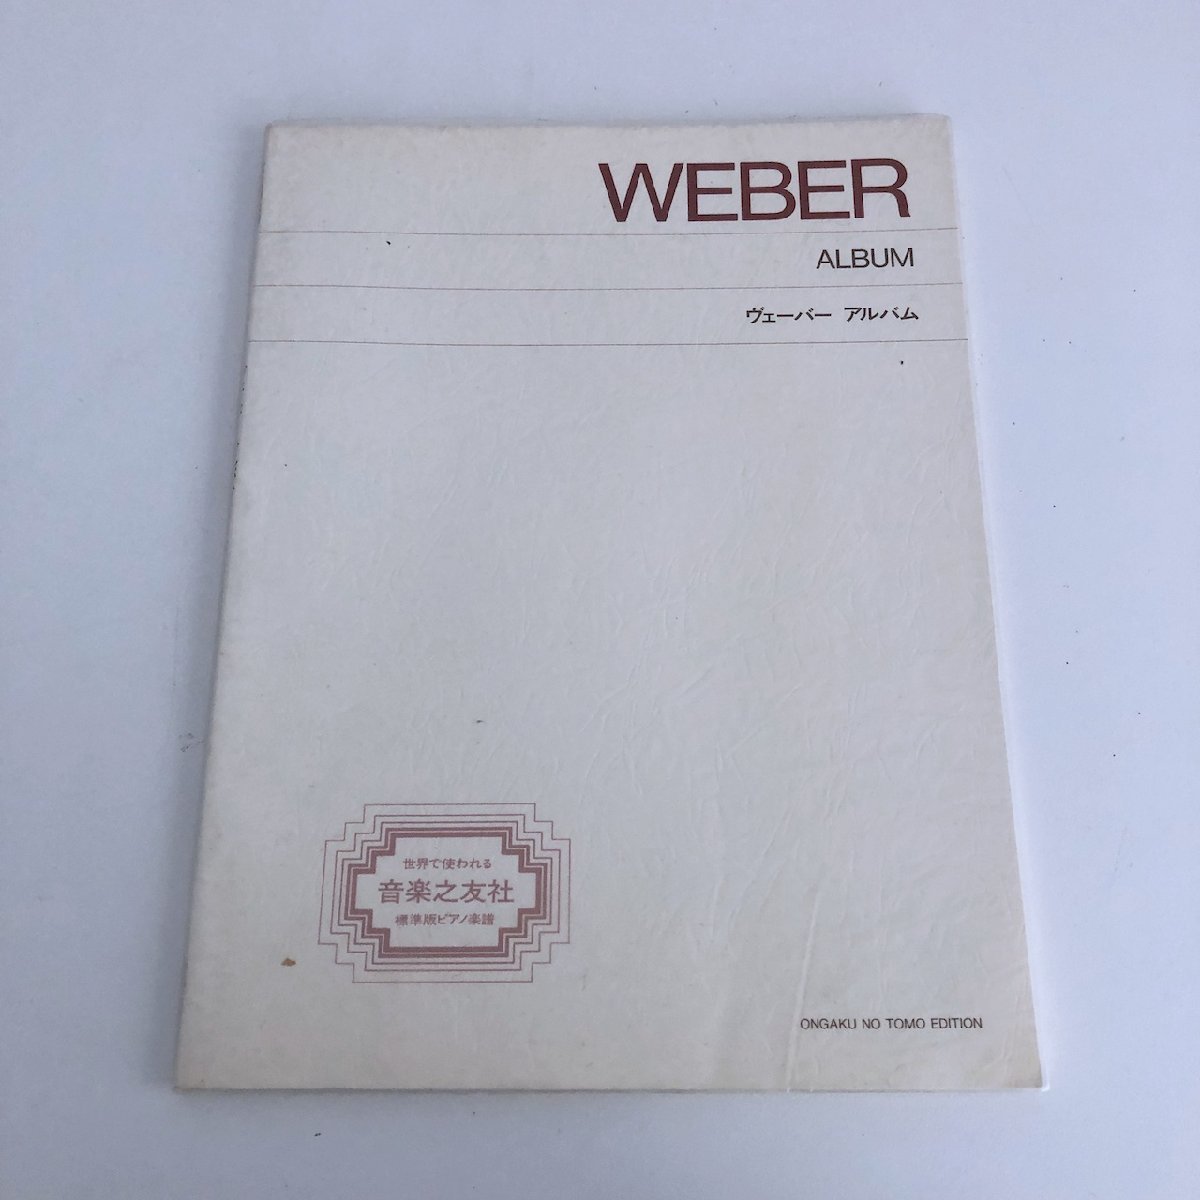 WEBER
ALBUM
ヴェーバー アルバム
世界で使われる
音楽之友社
標準版ピアノ楽譜
ONGAKU NO TOMO EDITION